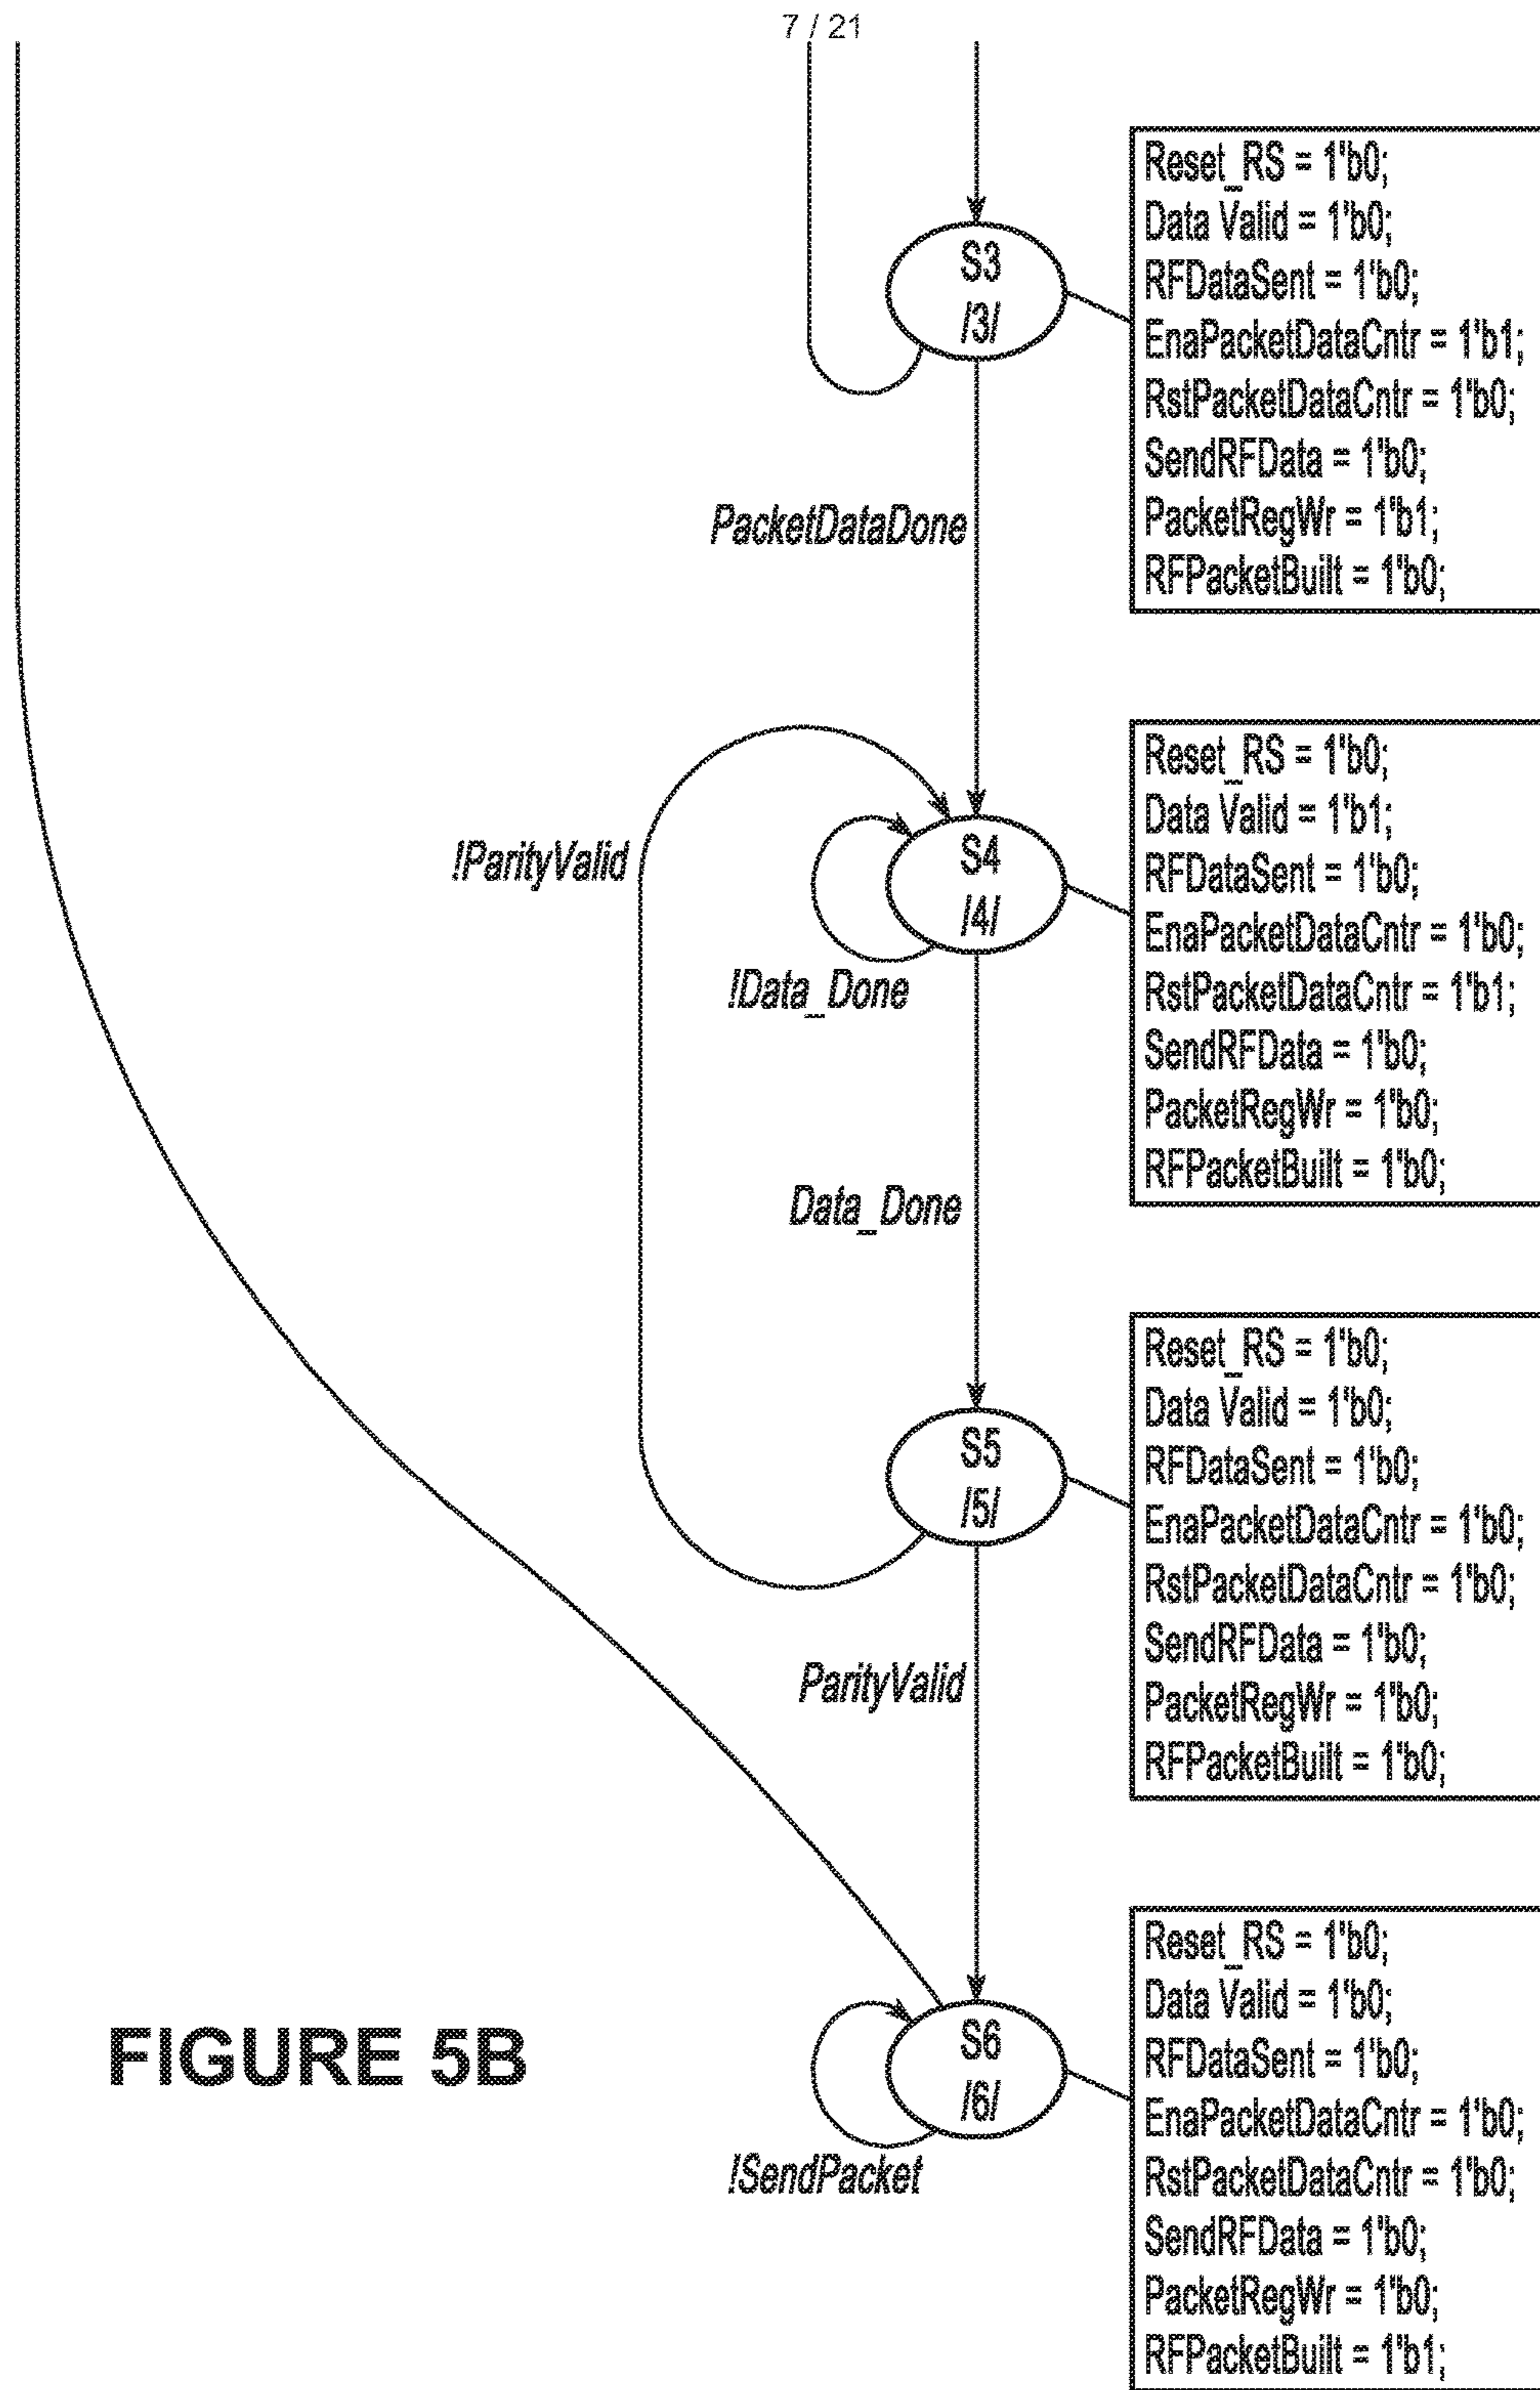 7 / 21
S3
/3/
Reset_RS = 1'b0;
Data Valid = 1'b0;
RFDataSent = 1'b0;
EnaPacketDataCntr = 1'b1;
RstPacketDataCntr = 1'b0;
SendRFData = 1'b0;
PacketRegWr = 1'b1;
RFPacketBuilt = 1'b0;
PacketDataDone
!ParityValid
S4
/4/
!Data_Done
Reset_RS = 1'b0;
Data Valid = 1'b1;
RFDataSent = 1'b0;
EnaPacketDataCntr = 1'b0;
RstPacketDataCntr = 1'b1;
SendRFData = 1'b0;
PacketRegWr = 1'b0;
RFPacketBuilt = 1'b0;
Data_Done
S5
/5/
Reset_RS = 1'b0;
Data Valid = 1'b0;
RFDataSent = 1'b0;
EnaPacketDataCntr = 1'b0;
RstPacketDataCntr = 1'b0;
SendRFData = 1'b0;
PacketRegWr = 1'b0;
RFPacketBuilt = 1'b0;
ParityValid
S6
/6/
!SendPacket
Reset_RS = 1'b0;
Data Valid = 1'b0;
RFDataSent = 1'b0;
EnaPacketDataCntr = 1'b0;
RstPacketDataCntr = 1'b0;
SendRFData = 1'b0;
PacketRegWr = 1'b0;
RFPacketBuilt = 1'b1;
FIGURE 5B